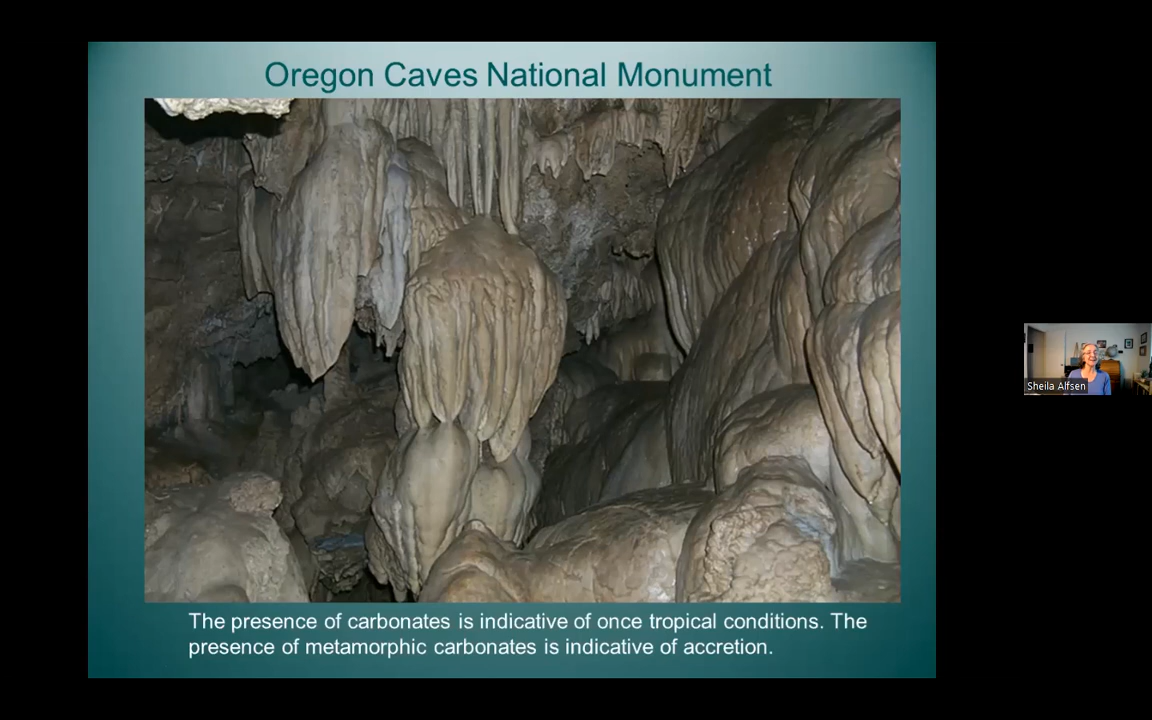 Oregon Caves National Monument
The presence of carbonates is indicative of once tropical conditions. The
presence of metamorphic carbonates is indicative of accretion.
Sheila Alfsen